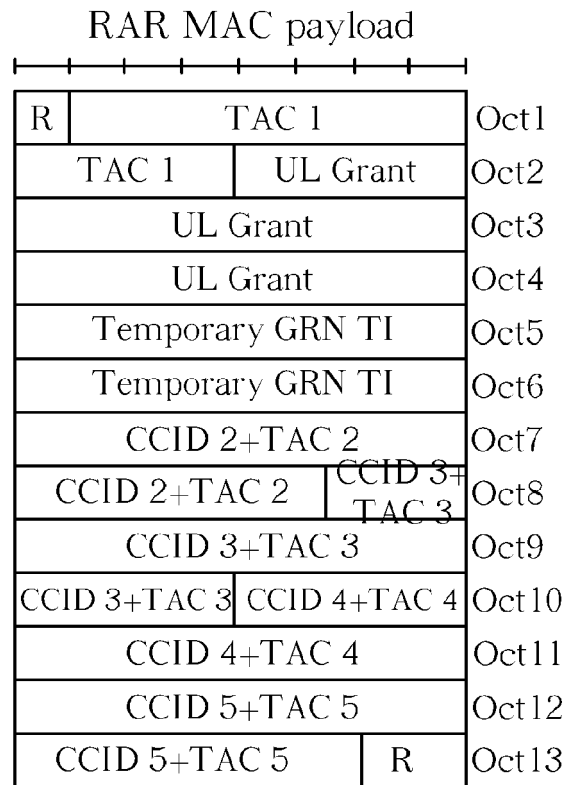 RAR MAC payload
R TAC 1 Oct1
TAC 1 UL Grant Oct2
UL Grant Oct3
UL Grant Oct4
Temporary GRN TI Oct5
Temporary GRN TI Oct6
CCID 2+TAC 2 Oct7
CCID 2+TAC 2 CCID 3+ TAC 3 Oct8
CCID 3+TAC 3 Oct9
CCID 3+TAC 3 CCID 4+TAC 4 Oct10
CCID 4+TAC 4 Oct11
CCID 5+TAC 5 Oct12
CCID 5+TAC 5 R Oct13